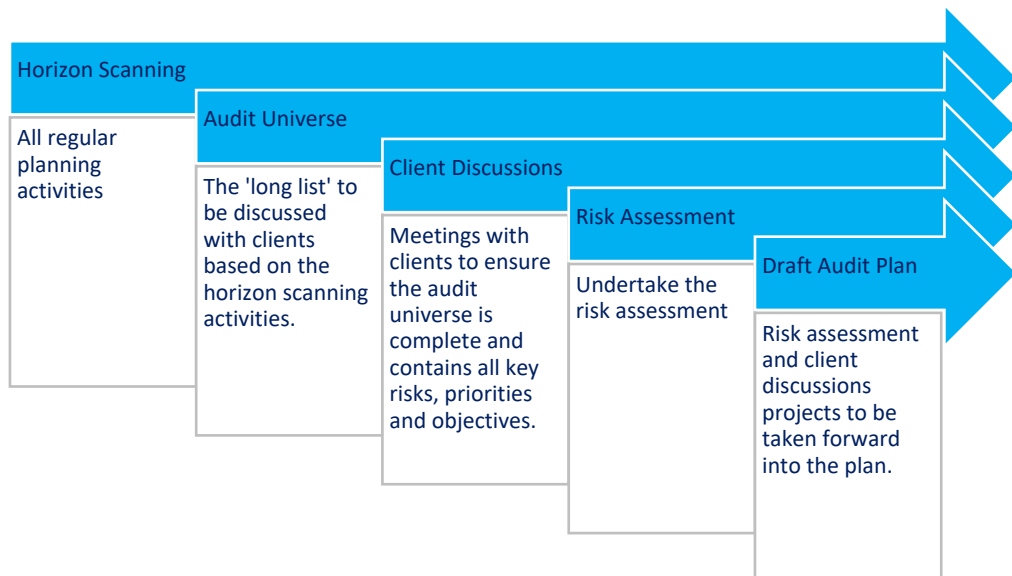 Horizon Scanning
All regular
planning
activities
Audit Universe
The 'long list' to
be discussed
with clients
based on the
horizon scanning
activities.
Client Discussions
Meetings with
clients to ensure
the audit
universe is
complete and
contains all key
risks, priorities
and objectives.
Risk Assessment
Undertake the
risk assessment
Draft Audit Plan
Risk assessment
and client
discussions
projects to be
taken forward
into the plan.